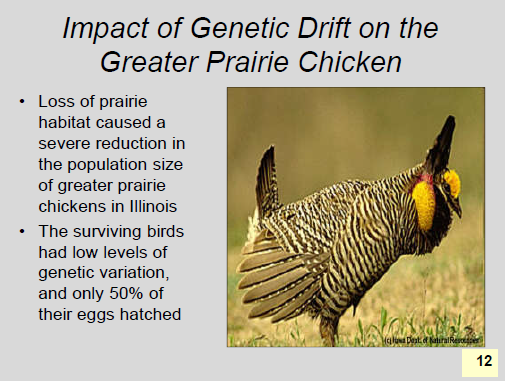 Impact of Genetic Drift on the
Greater Prairie Chicken
• Loss of prairie
habitat caused a
severe reduction in
the population size
of greater prairie
chickens in Illinois
• The surviving birds
had low levels of
genetic variation,
and only 50% of
their eggs hatched
(c) Iowa Dept. of Natural Resources
12